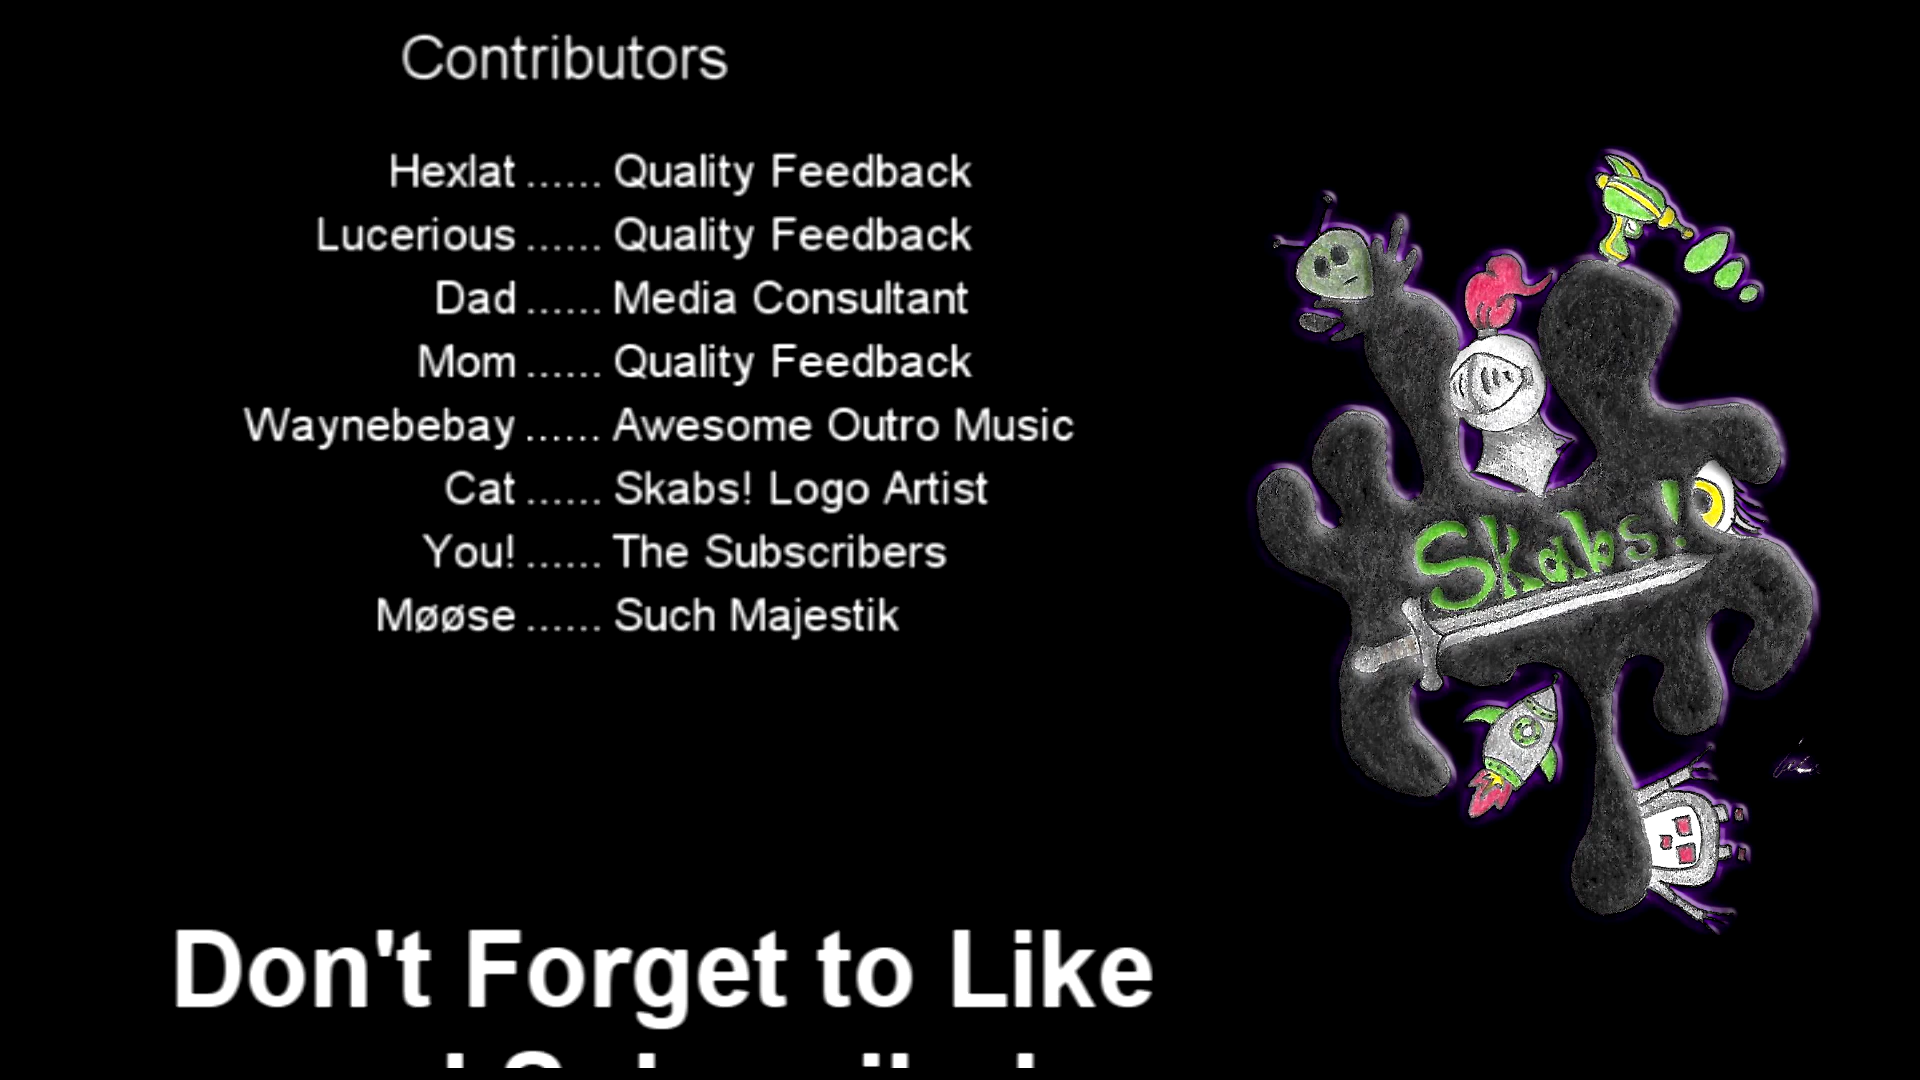 Contributors
Hexlat ...... Quality Feedback
Lucerious ...... Quality Feedback
Dad ...... Media Consultant
Mom ...... Quality Feedback
Waynebebay ...... Awesome Outro Music
Cat ...... Skabs! Logo Artist
You! ...... The Subscribers
Møøse ...... Such Majestik
Skabs!
Don't Forget to Like